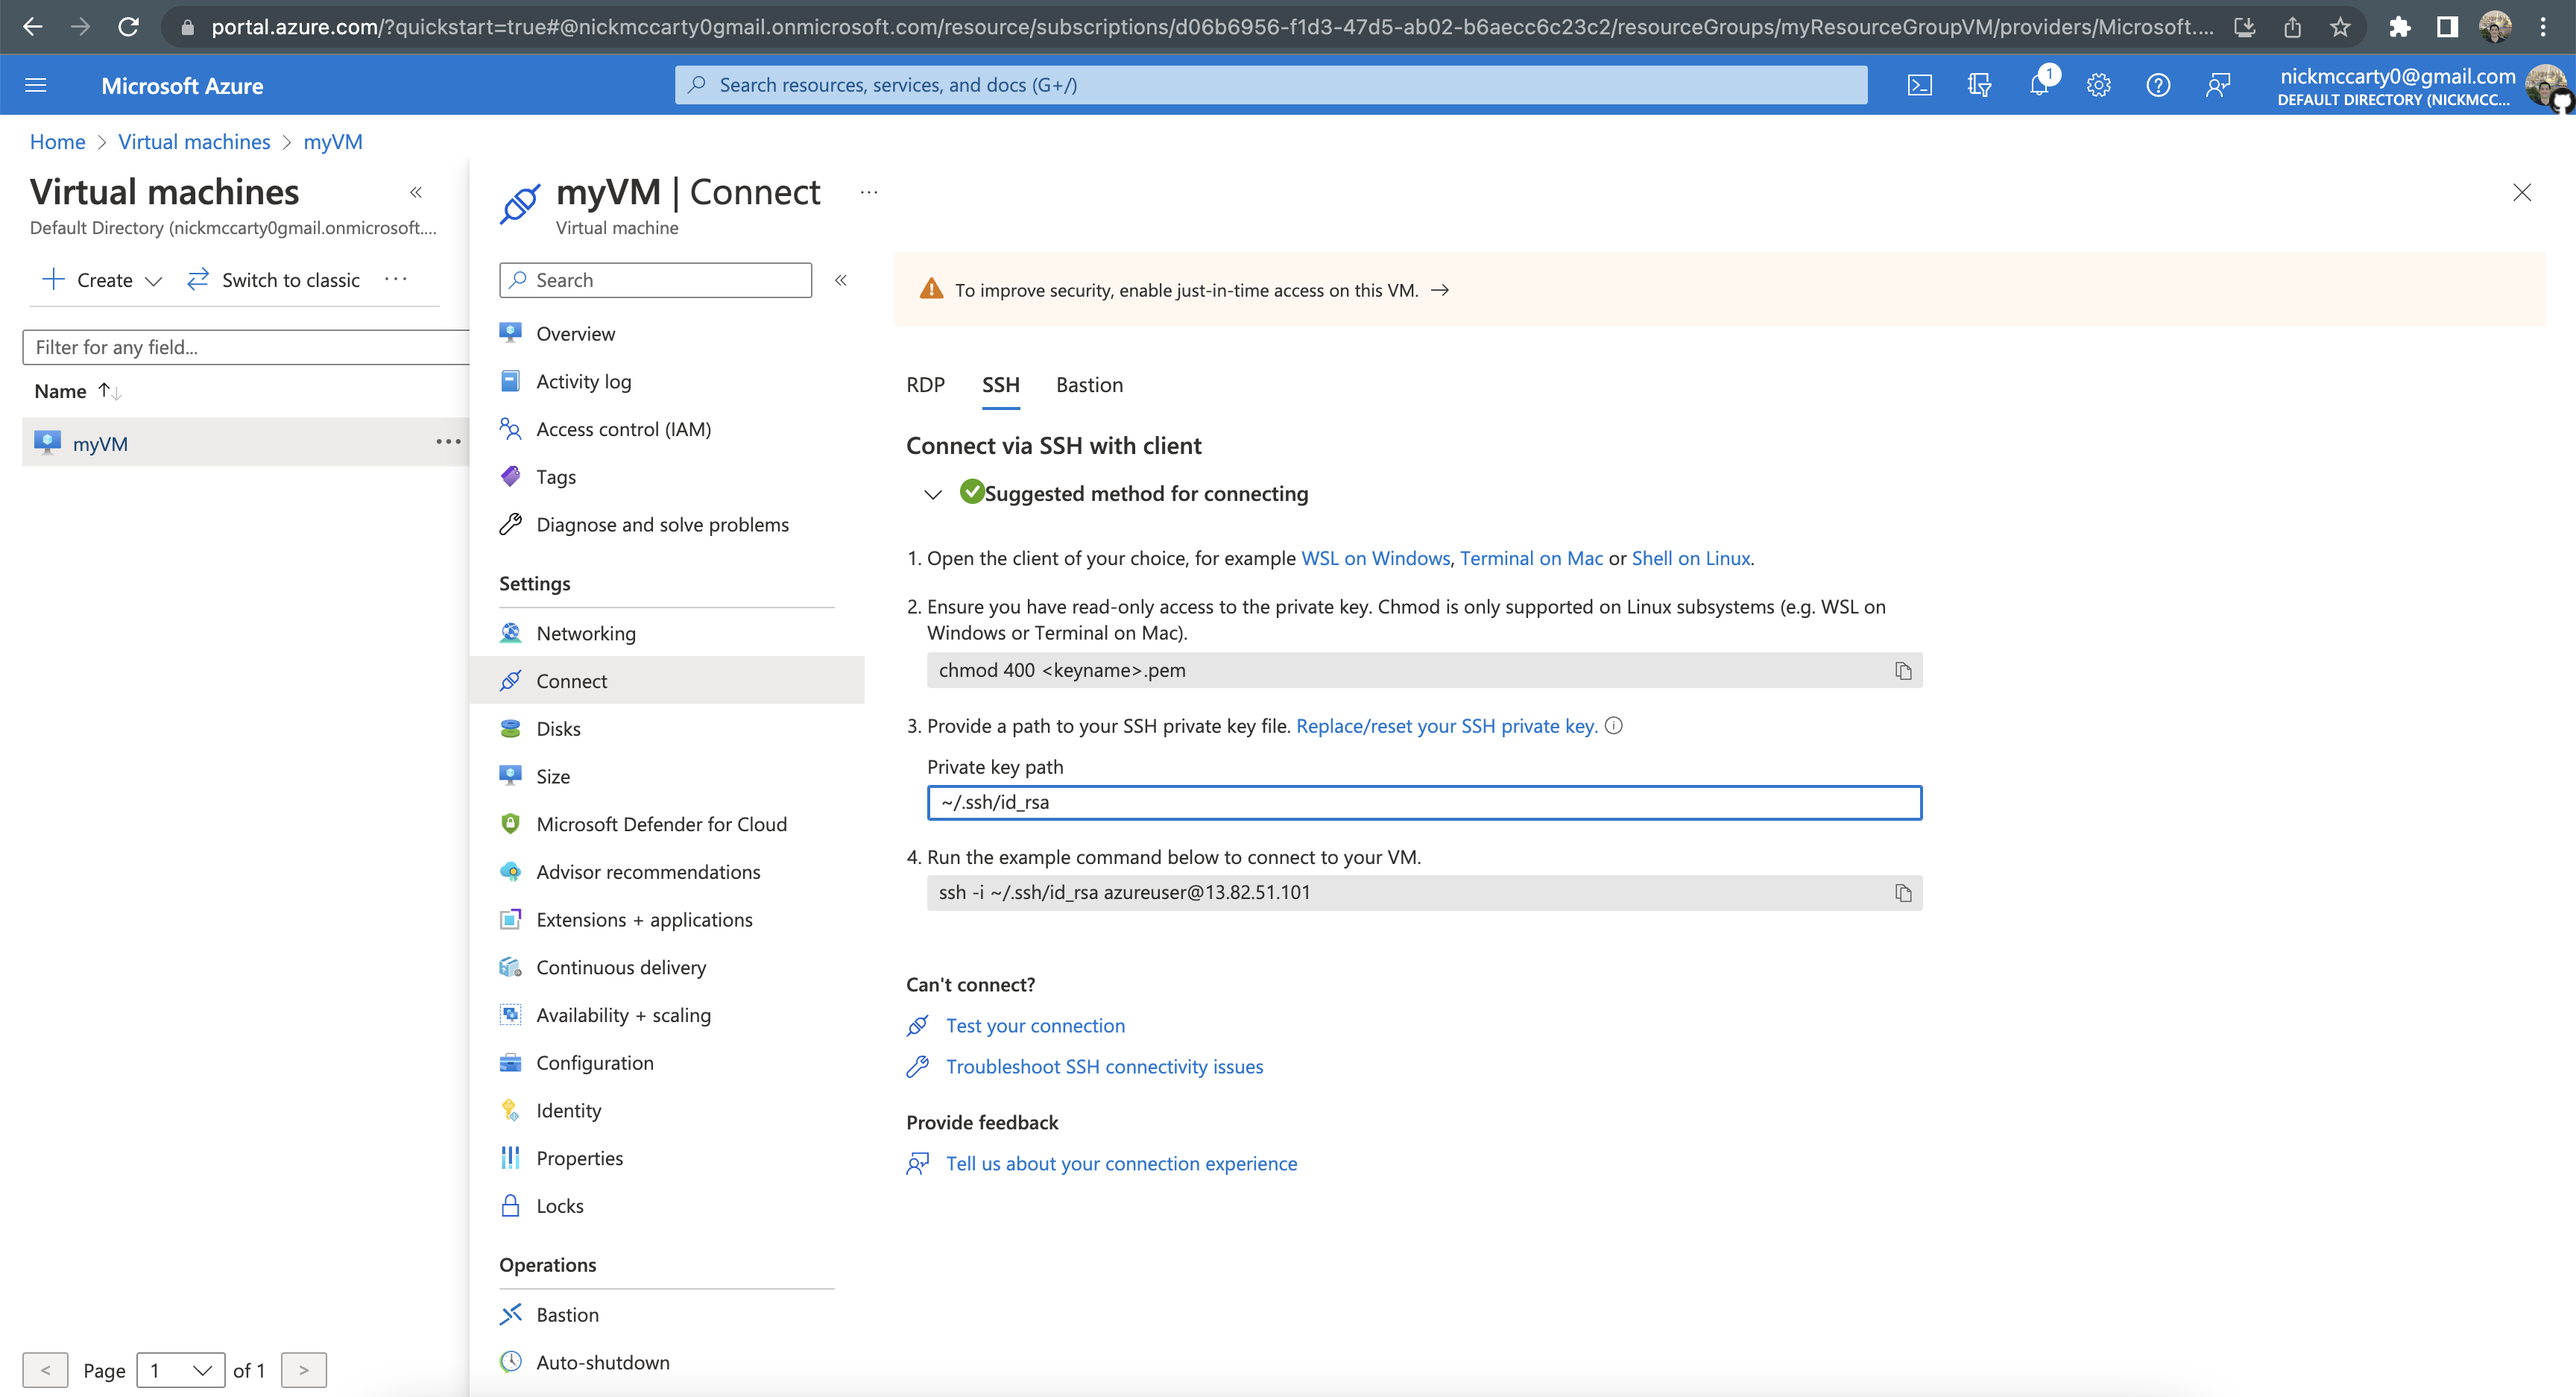 portal.azure.com/?quickstart=true#@nickmccarty0gmail.onmicrosoft.com/resource/subscriptions/d06b6956-f1d3-47d5-ab02-b6aecc6c23c2/resourceGroups/myResourceGroupVM/providers/Microsoft....
Microsoft Azure
Search resources, services, and docs (G+/)
1
nickmccarty0@gmail.com
DEFAULT DIRECTORY (NICKMCC...
Home > Virtual machines > myVM
Virtual machines
Default Directory (nickmccarty0gmail.onmicrosoft....
Create
Switch to classic
Filter for any field...
Name
myVM
< Page 1 of 1 >
myVM | Connect
Virtual machine
Search
Overview
Activity log
Access control (IAM)
Tags
Diagnose and solve problems
Settings
Networking
Connect
Disks
Size
Microsoft Defender for Cloud
Advisor recommendations
Extensions + applications
Continuous delivery
Availability + scaling
Configuration
Identity
Properties
Locks
Operations
Bastion
Auto-shutdown
To improve security, enable just-in-time access on this VM. →
RDP SSH Bastion
Connect via SSH with client
Suggested method for connecting
1. Open the client of your choice, for example WSL on Windows, Terminal on Mac or Shell on Linux.
2. Ensure you have read-only access to the private key. Chmod is only supported on Linux subsystems (e.g. WSL on
Windows or Terminal on Mac).
chmod 400 <keyname>.pem
3. Provide a path to your SSH private key file. Replace/reset your SSH private key.
Private key path
~/.ssh/id_rsa
4. Run the example command below to connect to your VM.
ssh -i ~/.ssh/id_rsa azureuser@13.82.51.101
Can't connect?
Test your connection
Troubleshoot SSH connectivity issues
Provide feedback
Tell us about your connection experience